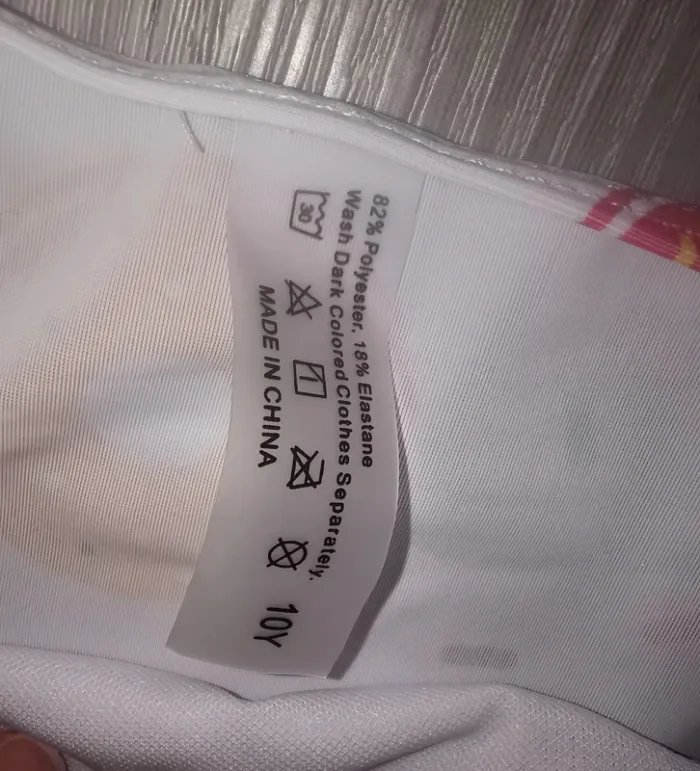 82% Polyester, 18% Elastane
Wash Dark Colored Clothes Separately.
30
10Y
MADE IN CHINA